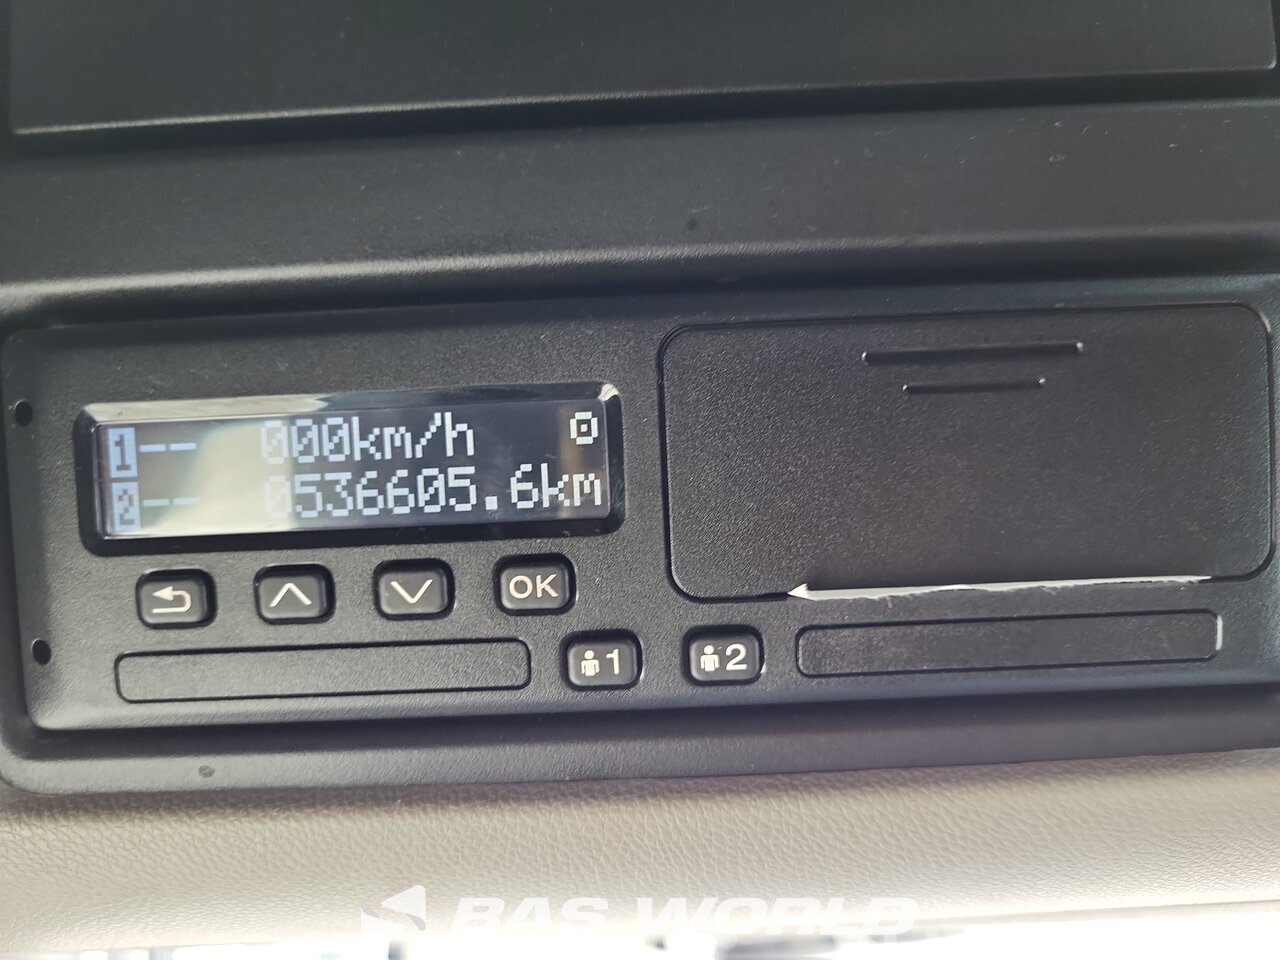 1 -- 000km/h
2 -- 0536605.6km
OK
1 2
BAS WORLD